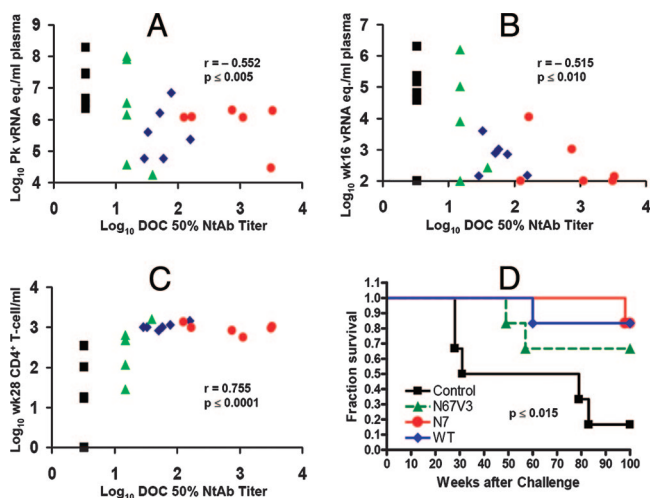 A
r = – 0.552
p ≤ 0.005
9
8
7
6
5
4
0
1
2
3
4
Log10 Pk vRNA eq./ml plasma
Log10 DOC 50% NtAb Titer
B
r = – 0.515
p ≤ 0.010
7
6
5
4
3
2
0
1
2
3
4
Log10 wk16 vRNA eq./ml plasma
Log10 DOC 50% NtAb Titer
C
r = 0.755
p ≤ 0.0001
4
3
2
1
0
0
1
2
3
4
Log10 wk28 CD4+ T-cell/ml
Log10 DOC 50% NtAb Titer
D
1.1
1.0
0.9
0.8
0.7
0.6
0.5
0.4
0.3
0.2
0.1
0.0
Fraction survival
Control
N67V3
N7
WT
p ≤ 0.015
0 10 20 30 40 50 60 70 80 90 100
Weeks after Challenge